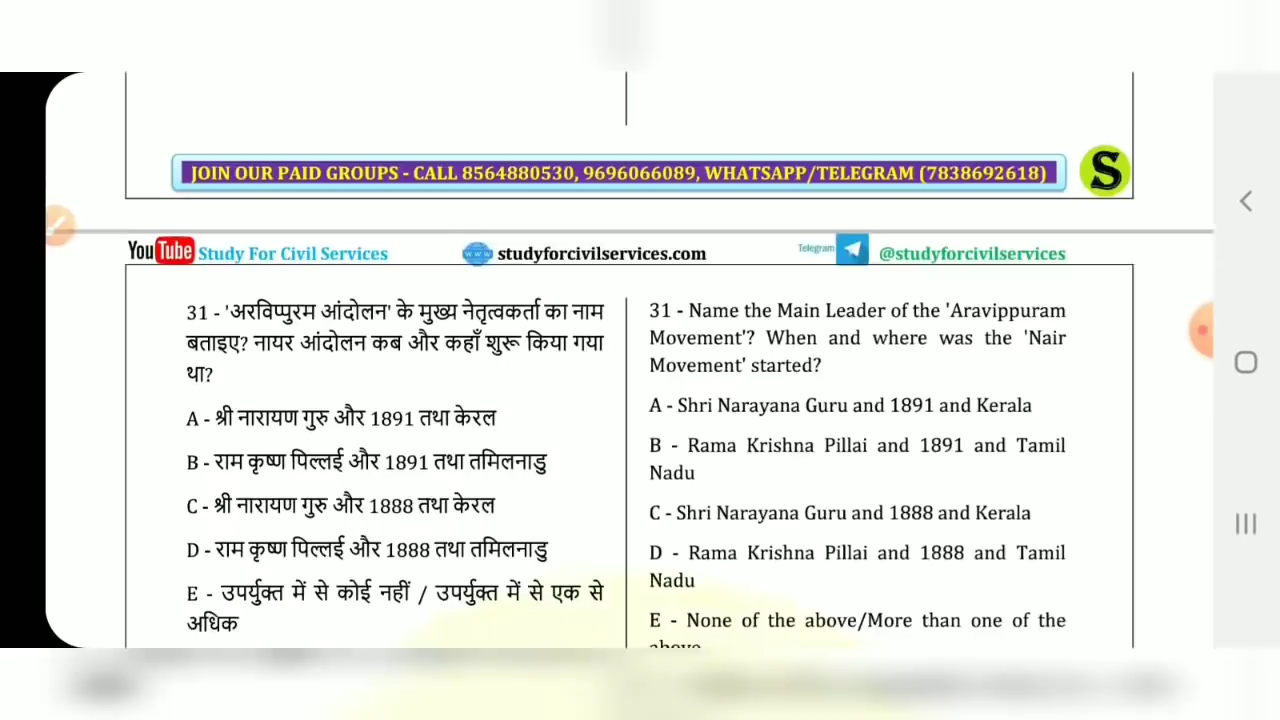 JOIN OUR PAID GROUPS - CALL 8564880530, 9696066089, WHATSAPP/TELEGRAM (7838692618)
S
YouTube Study For Civil Services
www studyforcivilservices.com
Telegram @studyforcivilservices
31 - 'अरविप्पुरम आंदोलन' के मुख्य नेतृत्वकर्ता का नाम
बताइए? नायर आंदोलन कब और कहाँ शुरू किया गया
था?
A - श्री नारायण गुरु और 1891 तथा केरल
B - राम कृष्ण पिल्लई और 1891 तथा तमिलनाडु
C - श्री नारायण गुरु और 1888 तथा केरल
D - राम कृष्ण पिल्लई और 1888 तथा तमिलनाडु
E - उपर्युक्त में से कोई नहीं / उपर्युक्त में से एक से
अधिक
31 - Name the Main Leader of the 'Aravippuram
Movement'? When and where was the 'Nair
Movement' started?
A - Shri Narayana Guru and 1891 and Kerala
B - Rama Krishna Pillai and 1891 and Tamil
Nadu
C - Shri Narayana Guru and 1888 and Kerala
D - Rama Krishna Pillai and 1888 and Tamil
Nadu
E - None of the above/More than one of the
above